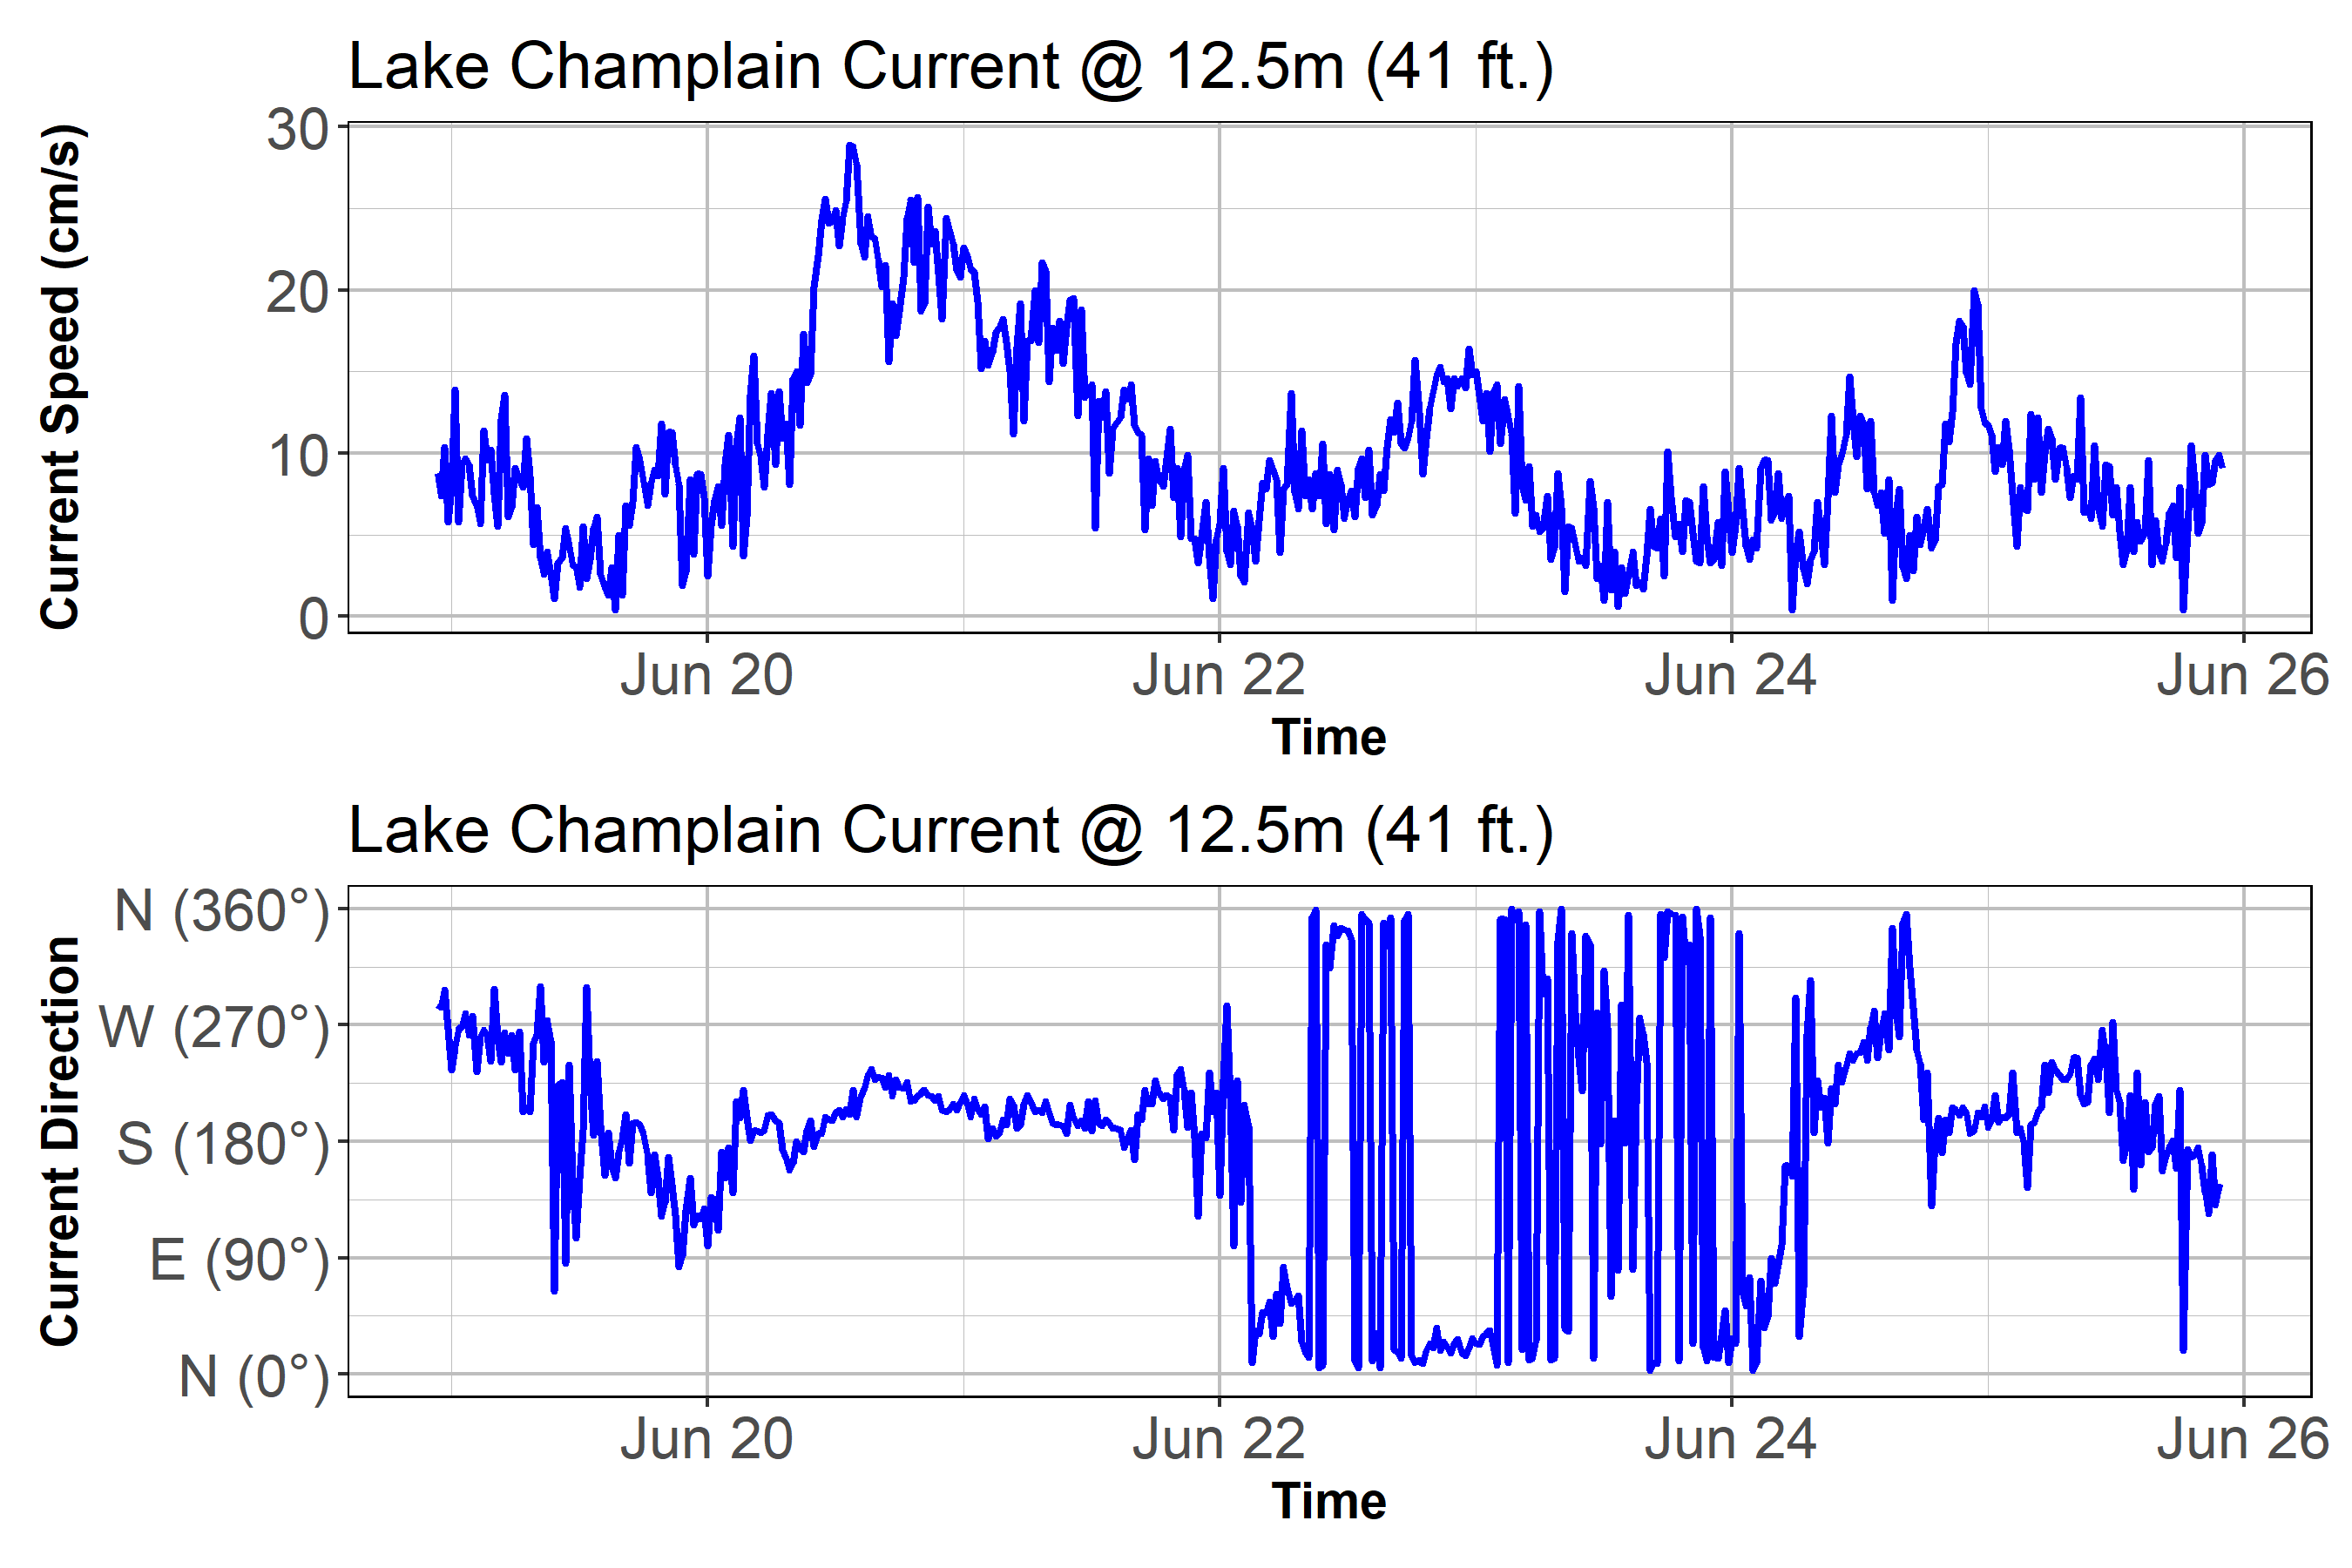 Lake Champlain Current @ 12.5m (41 ft.)
Current Speed (cm/s)
30
20
10
0
Jun 20 Jun 22 Jun 24 Jun 26
Time
Lake Champlain Current @ 12.5m (41 ft.)
Current Direction
N (360°)
W (270°)
S (180°)
E (90°)
N (0°)
Jun 20 Jun 22 Jun 24 Jun 26
Time